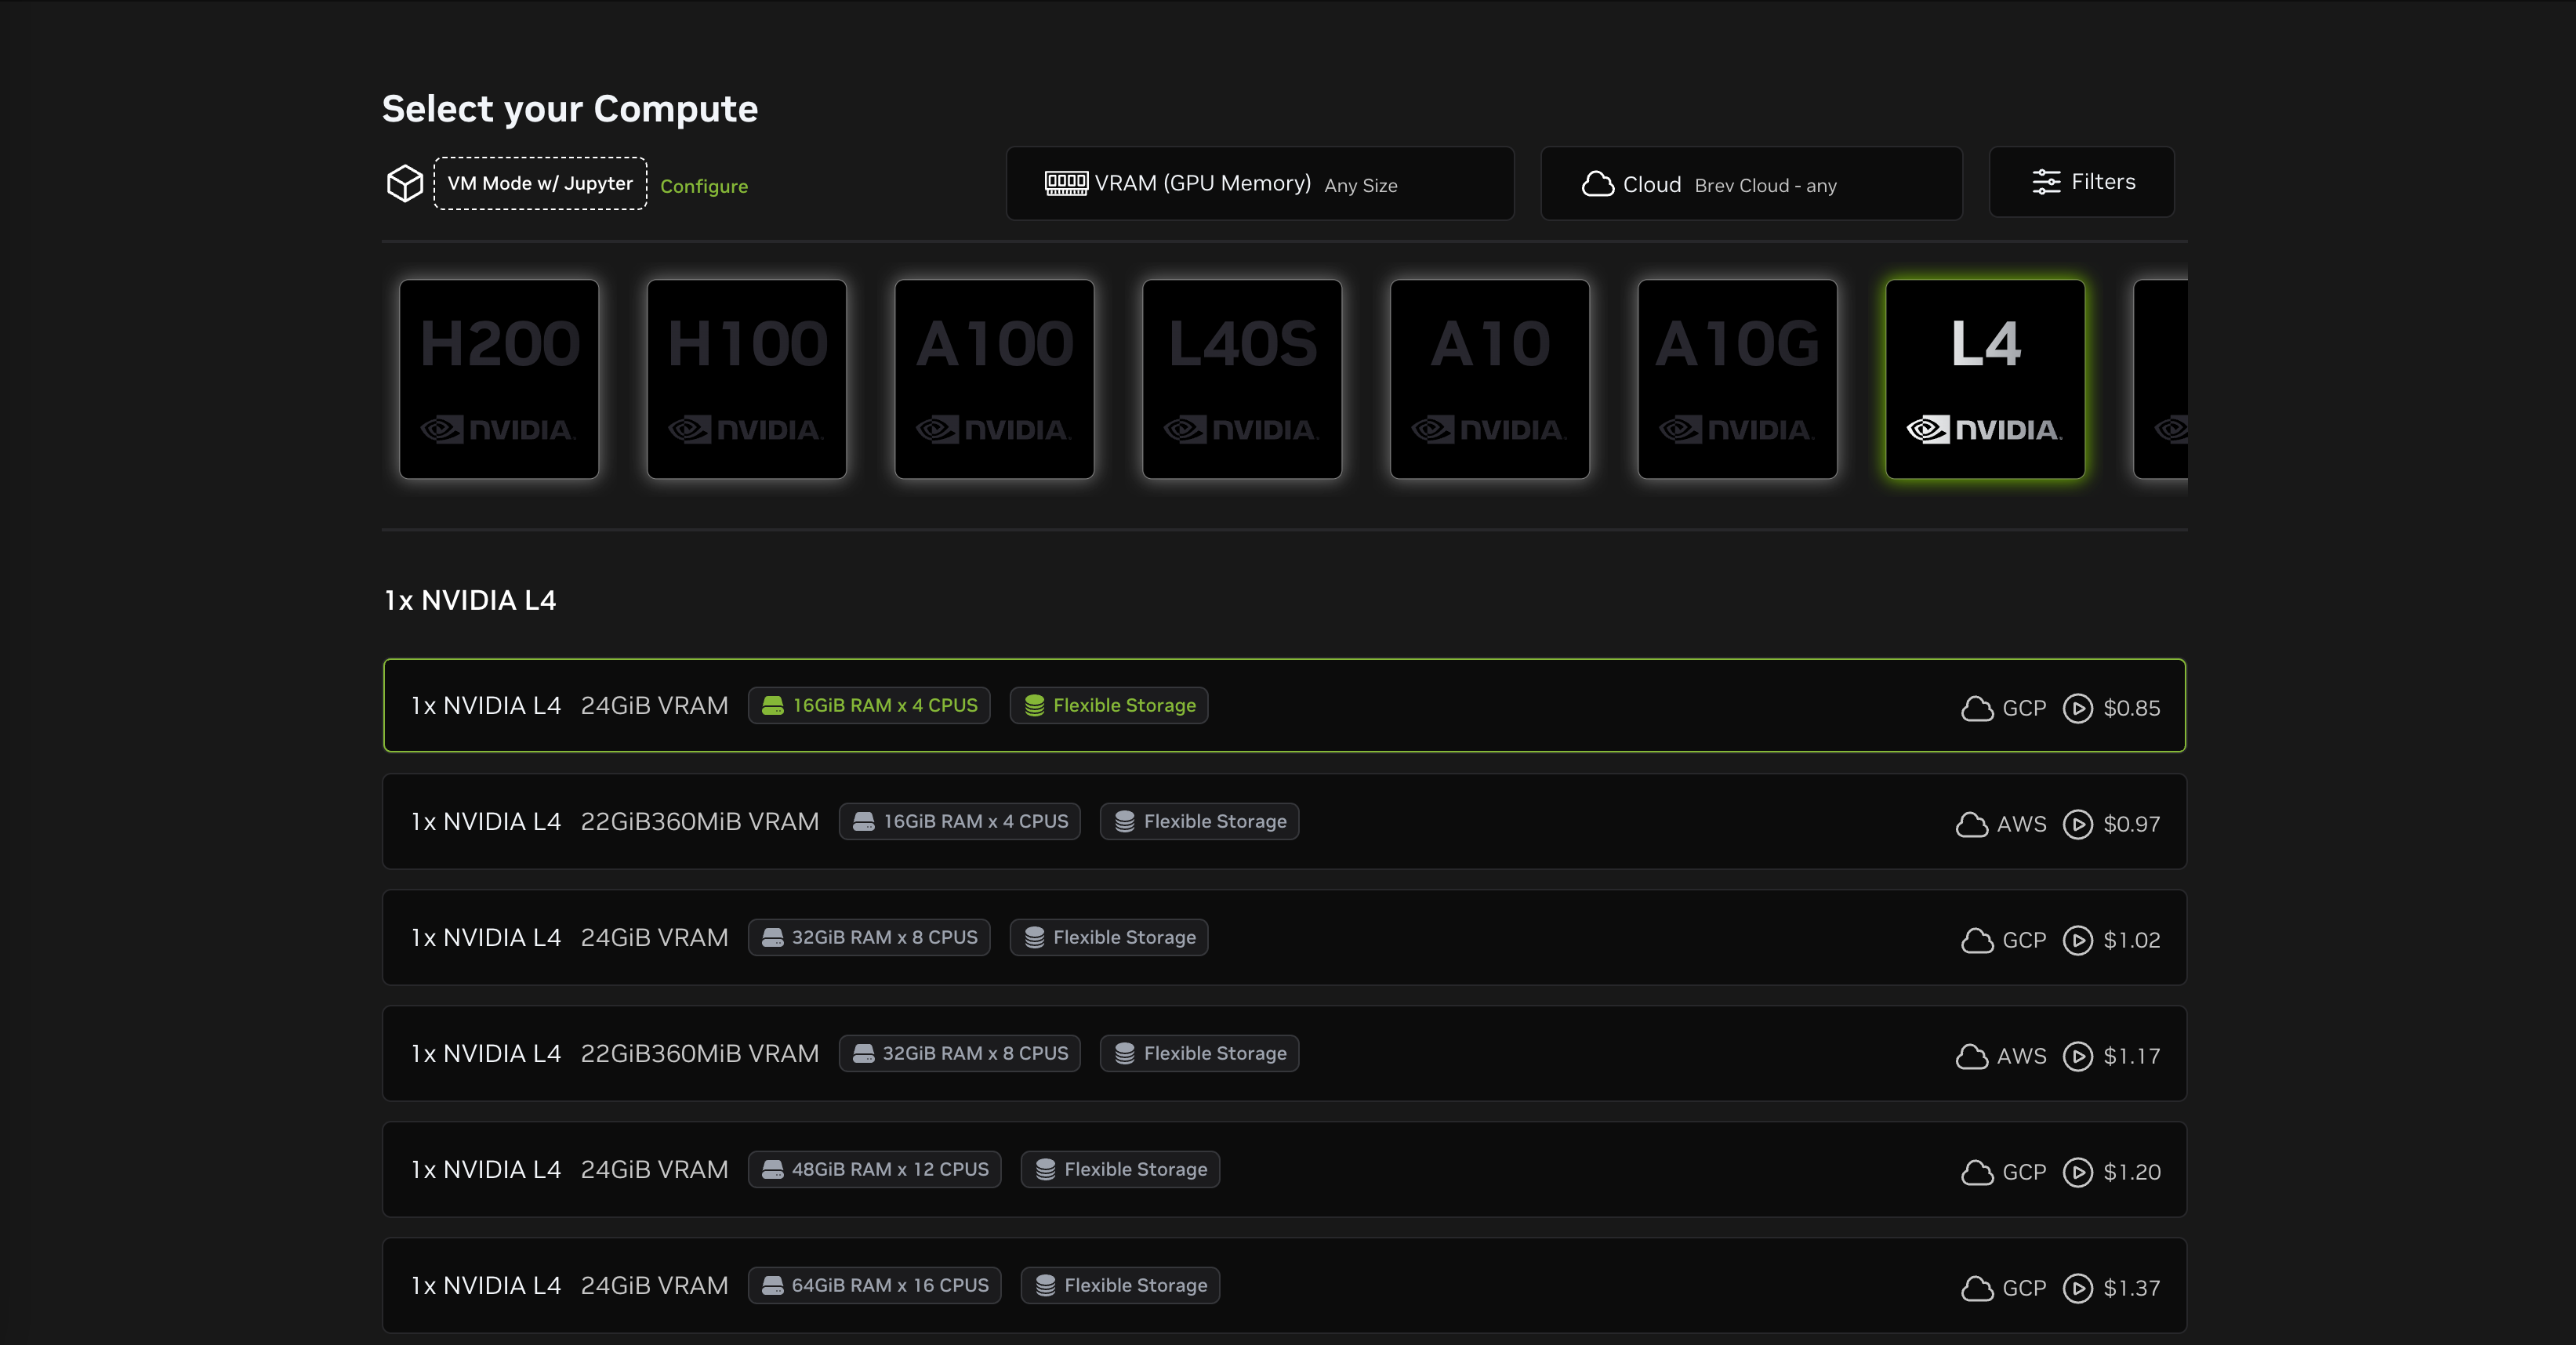 Select your Compute
VM Mode w/ Jupyter Configure VRAM (GPU Memory) Any Size Cloud Brev Cloud - any Filters
H200 H100 A100 L40S A10 A10G L4
NVIDIA. NVIDIA. NVIDIA. NVIDIA. NVIDIA. NVIDIA. NVIDIA.
1x NVIDIA L4
1x NVIDIA L4 24GiB VRAM 16GiB RAM x 4 CPUS Flexible Storage GCP $0.85
1x NVIDIA L4 22GiB360MiB VRAM 16GiB RAM x 4 CPUS Flexible Storage AWS $0.97
1x NVIDIA L4 24GiB VRAM 32GiB RAM x 8 CPUS Flexible Storage GCP $1.02
1x NVIDIA L4 22GiB360MiB VRAM 32GiB RAM x 8 CPUS Flexible Storage AWS $1.17
1x NVIDIA L4 24GiB VRAM 48GiB RAM x 12 CPUS Flexible Storage GCP $1.20
1x NVIDIA L4 24GiB VRAM 64GiB RAM x 16 CPUS Flexible Storage GCP $1.37